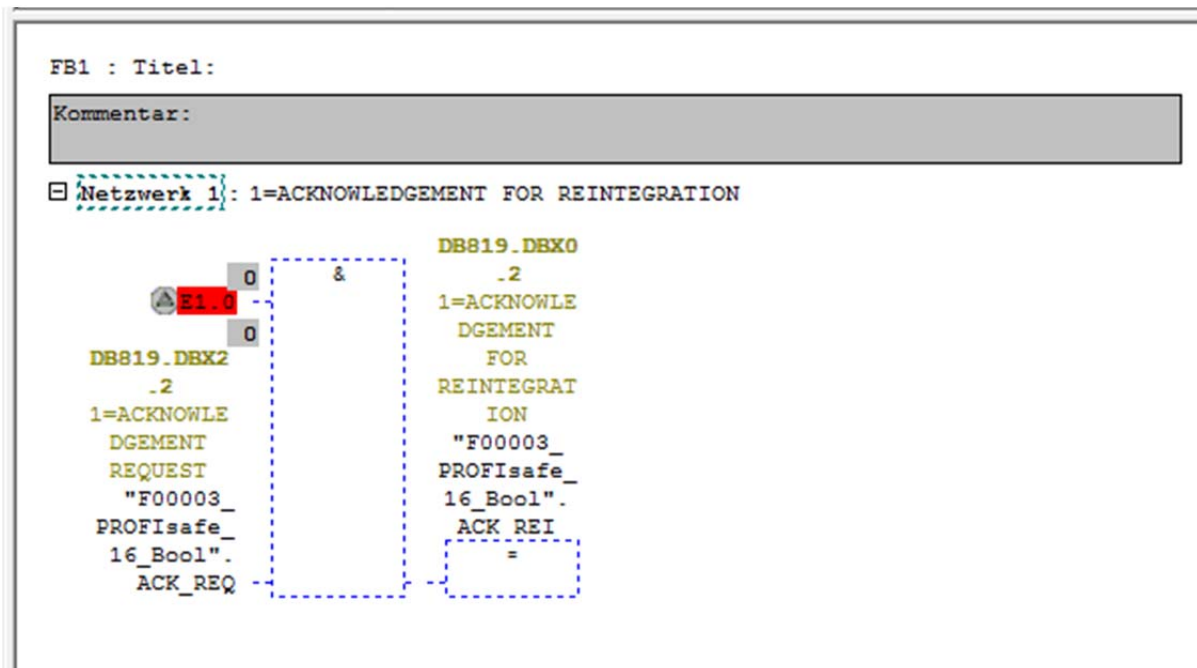 FB1 : Titel:
Kommentar:
Netzwerk 1: 1=ACKNOWLEDGEMENT FOR REINTEGRATION
0
E1.0
0
DB819.DBX2
.2
1=ACKNOWLE
DGEMENT
REQUEST
"F00003_
PROFIsafe_
16_Bool".
ACK_REQ
&
DB819.DBX0
.2
1=ACKNOWLE
DGEMENT
FOR
REINTEGRAT
ION
"F00003_
PROFIsafe_
16_Bool".
ACK_REI
=